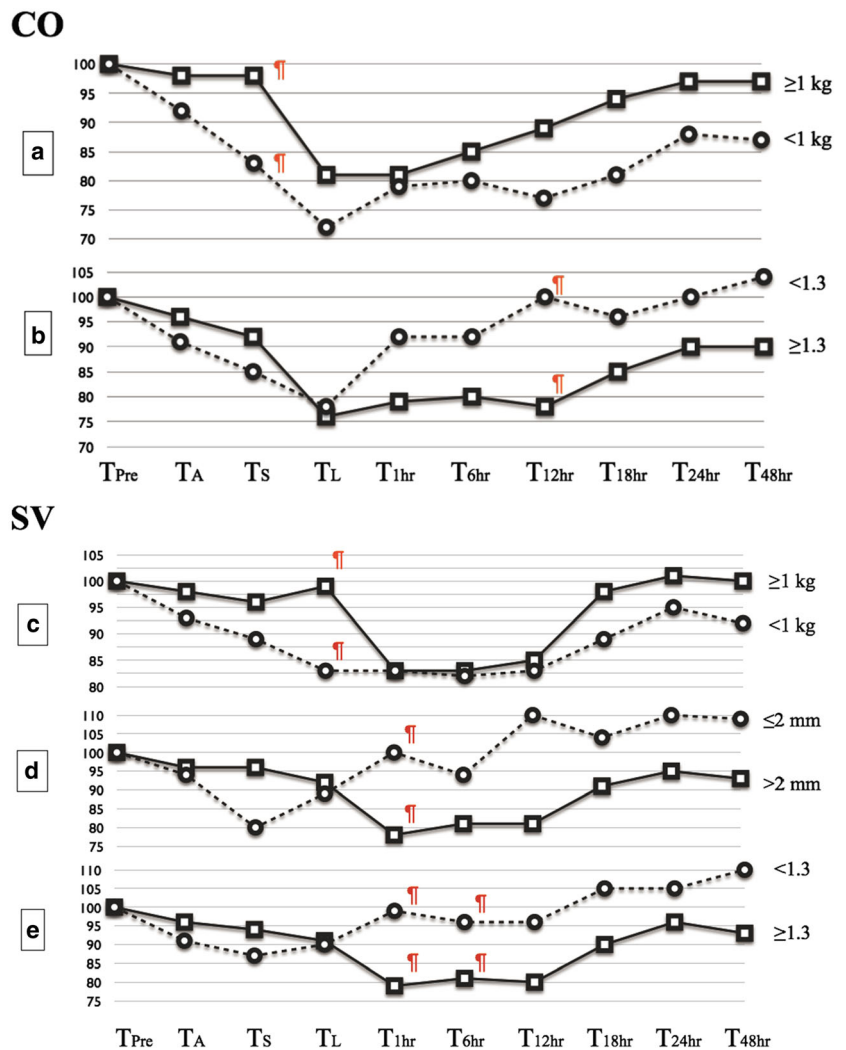 CO
100 ¶
95 ≥1 kg
90
a 85 ¶ <1 kg
80
75
70
105
100 ¶ <1.3
95
b 90 ≥1.3
85 ¶
80
75
70
TPre TA TS TL T1hr T6hr T12hr T18hr T24hr T48hr
SV
105 ¶
100 ≥1 kg
95
c 90 <1 kg
85 ¶
80
110 ≤2 mm
105 ¶
100
d 95 >2 mm
90
85 ¶
80
75
110 <1.3
105 ¶ ¶
100
e 95 ≥1.3
90
85 ¶ ¶
80
75
TPre TA TS TL T1hr T6hr T12hr T18hr T24hr T48hr